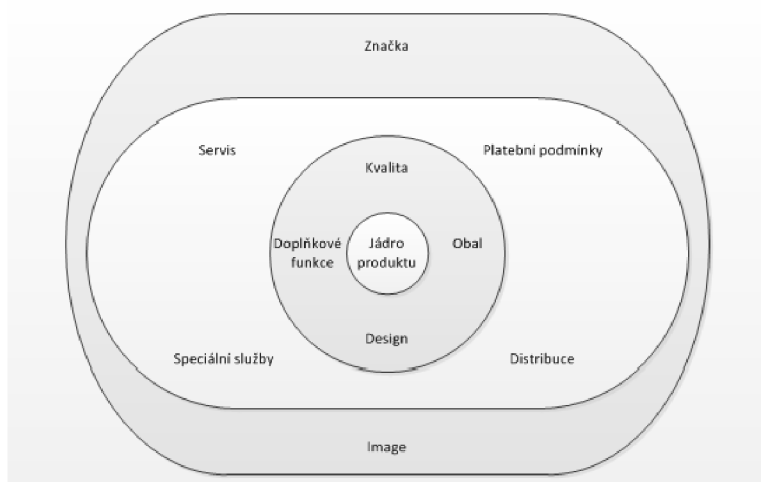 Značka
Servis
Platební podmínky
Kvalita
Doplňkové
funkce
Jádro
produktu
Obal
Design
Speciální služby
Distribuce
Image